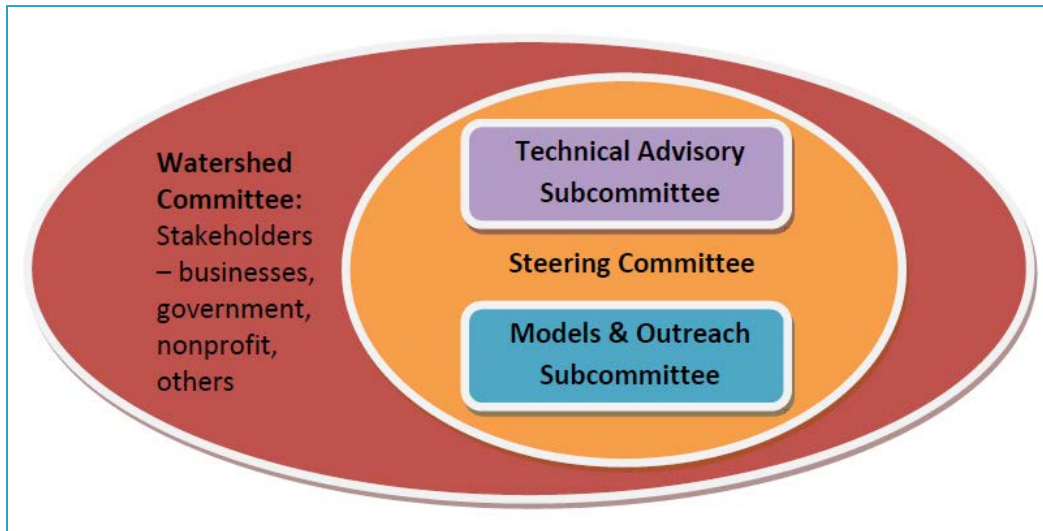 Watershed
Committee:
Stakeholders
– businesses,
government,
nonprofit,
others
Technical Advisory
Subcommittee
Steering Committee
Models & Outreach
Subcommittee